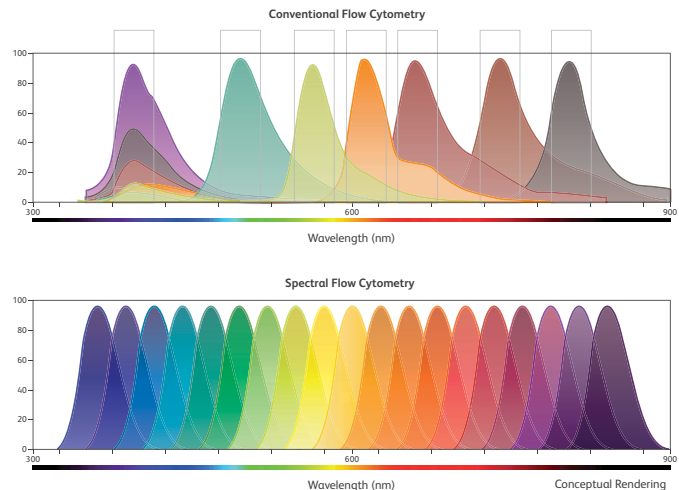 Conventional Flow Cytometry
100
80
60
40
20
0
300 600 900
Wavelength (nm)
Spectral Flow Cytometry
100
80
60
40
20
0
300 600 900
Wavelength (nm) Conceptual Rendering